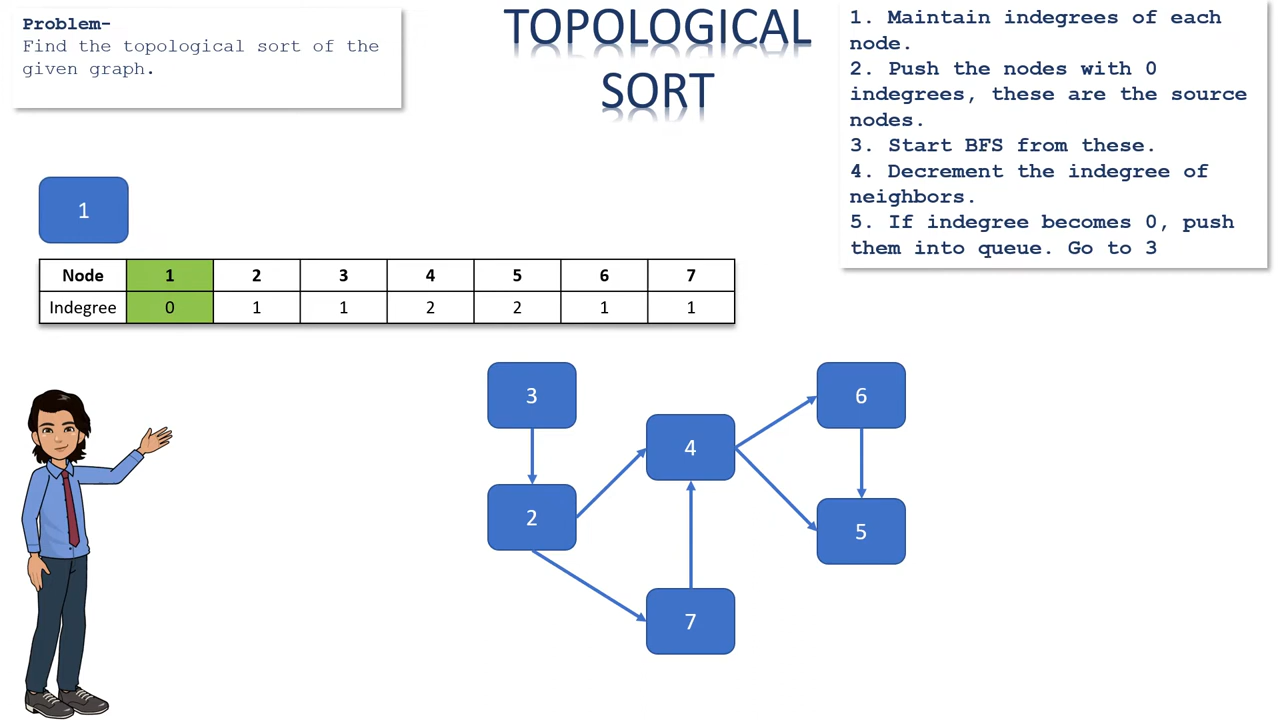 Problem-
Find the topological sort of the
given graph.
TOPOLOGICAL
SORT
1. Maintain indegrees of each
node.
2. Push the nodes with 0
indegrees, these are the source
nodes.
3. Start BFS from these.
4. Decrement the indegree of
neighbors.
5. If indegree becomes 0, push
them into queue. Go to 3
1
Node 1 2 3 4 5 6 7
Indegree 0 1 1 2 2 1 1
3
6
4
2
5
7